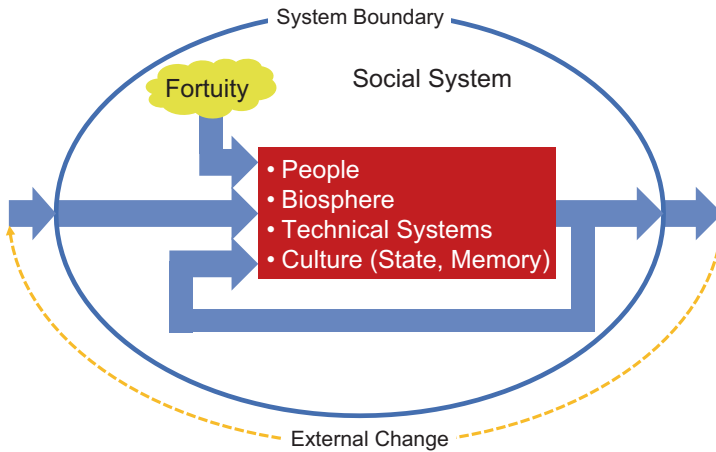 System Boundary
Social System
Fortuity
• People
• Biosphere
• Technical Systems
• Culture (State, Memory)
External Change